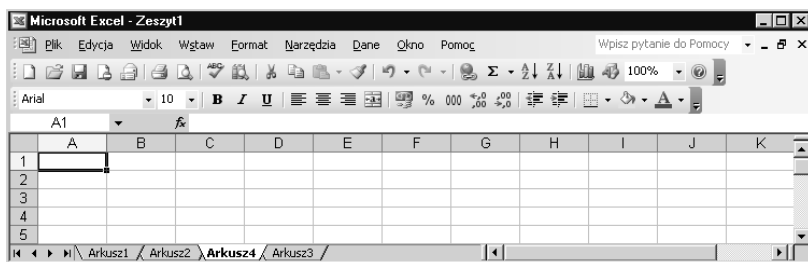 Microsoft Excel - Zeszyt1
Plik Edycja Widok Wstaw Format Narzędzia Dane Okno Pomoc Wpisz pytanie do Pomocy
ABC Σ A Z Z A 100%
Arial 10 B I U % 000 A
A1 fx
A B C D E F G H I J K
1
2
3
4
5
Arkusz1 Arkusz2 Arkusz4 Arkusz3